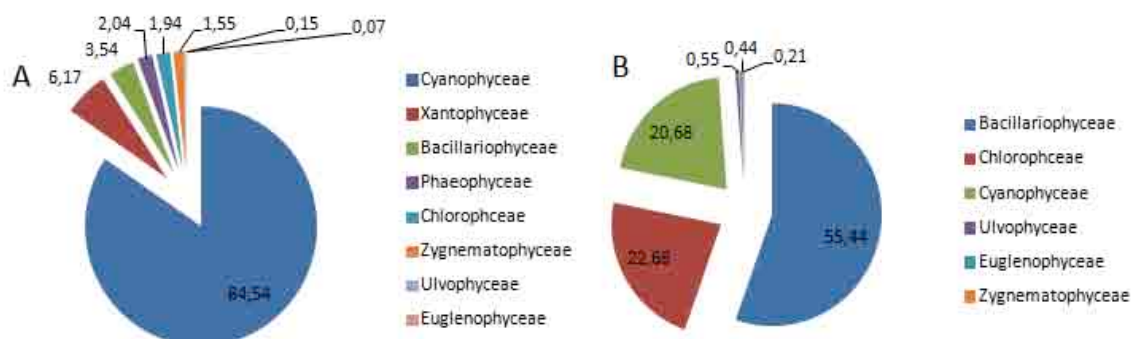 2,04 1,94 1,55 0,15 0,07
3,54
6,17
A
84,54
Cyanophyceae
Xantophyceae
Bacillariophyceae
Phaeophyceae
Chlorophceae
Zygnematophyceae
Ulvophyceae
Euglenophyceae
B
0,55 0,44 0,21
20,68
22,68
55,44
Bacillariophyceae
Chlorophceae
Cyanophyceae
Ulvophyceae
Euglenophyceae
Zygnematophyceae